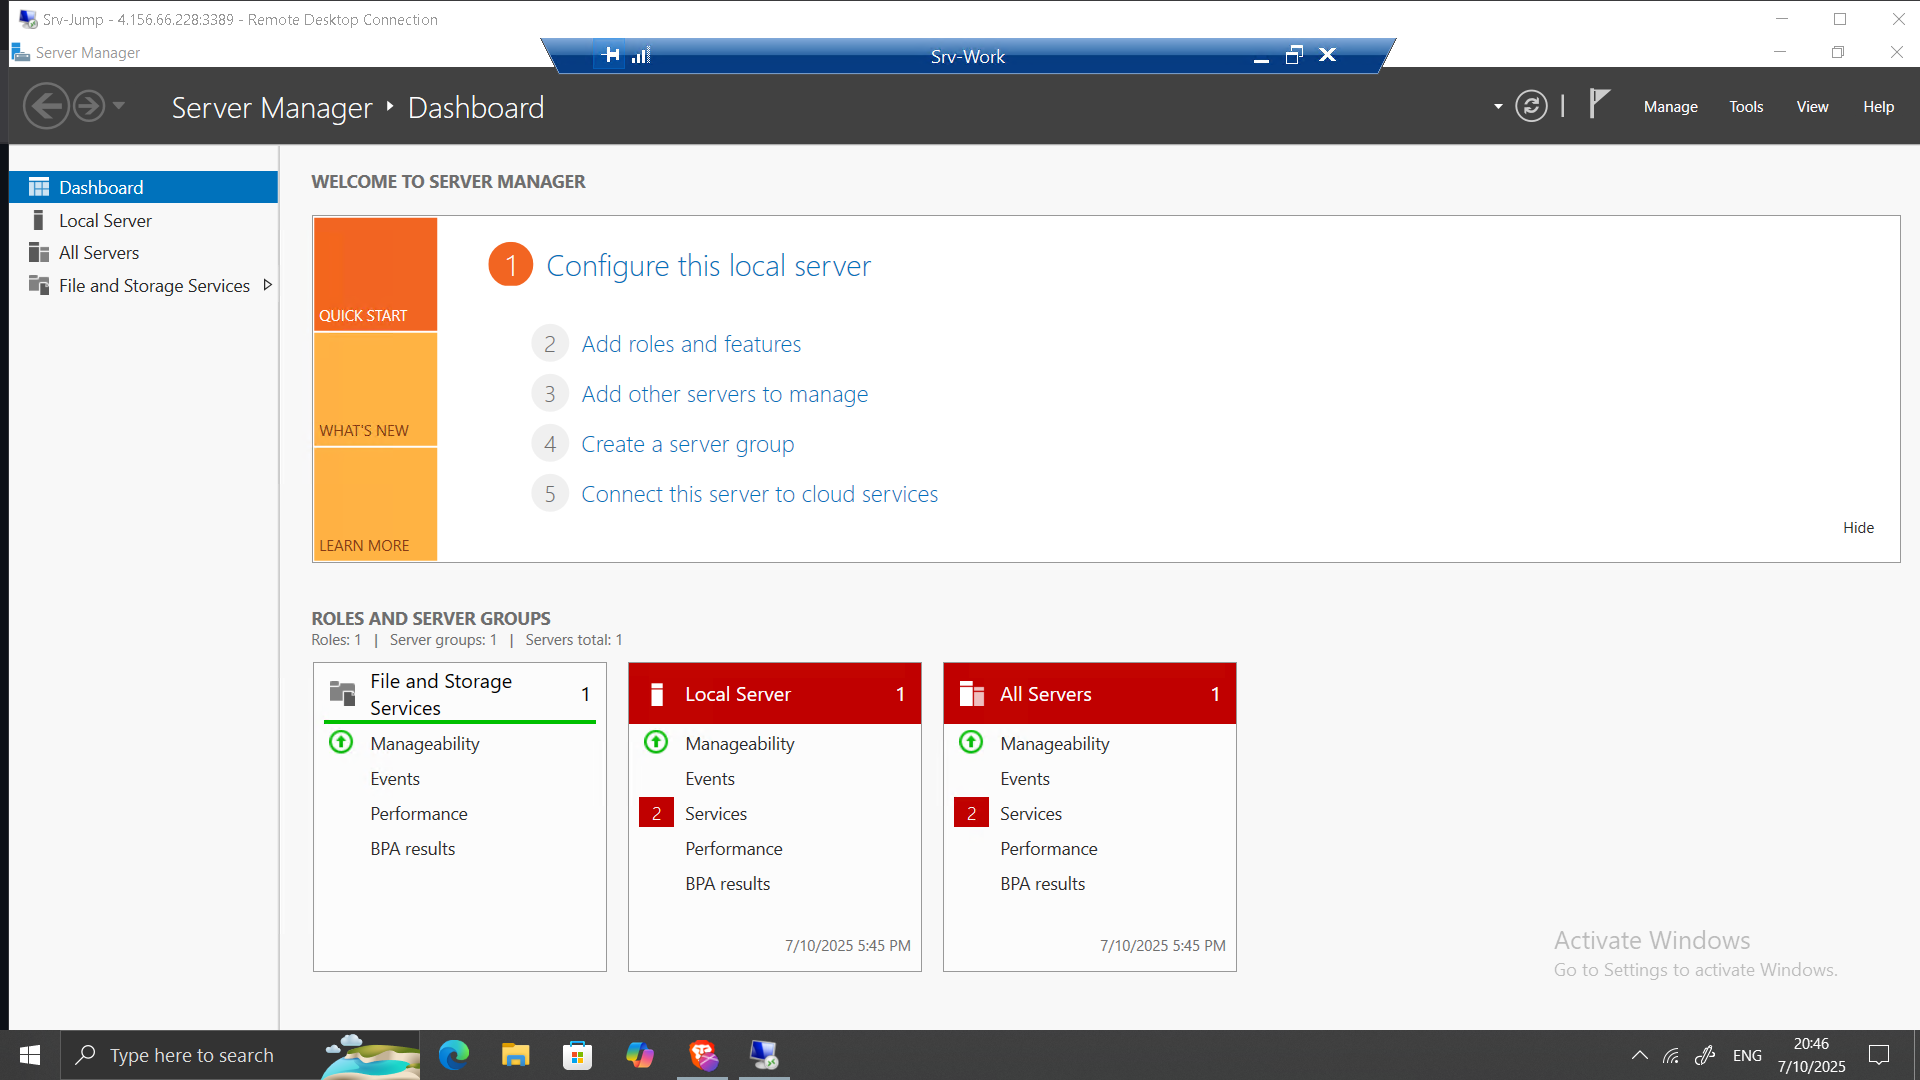 Srv-Jump - 4.156.66.228:3389 - Remote Desktop Connection
Server Manager
Srv-Work
Server Manager ‣ Dashboard
Manage Tools View Help
Dashboard
Local Server
All Servers
File and Storage Services
WELCOME TO SERVER MANAGER
QUICK START
WHAT'S NEW
LEARN MORE
1 Configure this local server
2 Add roles and features
3 Add other servers to manage
4 Create a server group
5 Connect this server to cloud services
Hide
ROLES AND SERVER GROUPS
Roles: 1 | Server groups: 1 | Servers total: 1
File and Storage
Services
1
Manageability
Events
Performance
BPA results
Local Server 1
Manageability
Events
2 Services
Performance
BPA results
7/10/2025 5:45 PM
All Servers 1
Manageability
Events
2 Services
Performance
BPA results
7/10/2025 5:45 PM
Activate Windows
Go to Settings to activate Windows.
Type here to search
ENG
20:46
7/10/2025